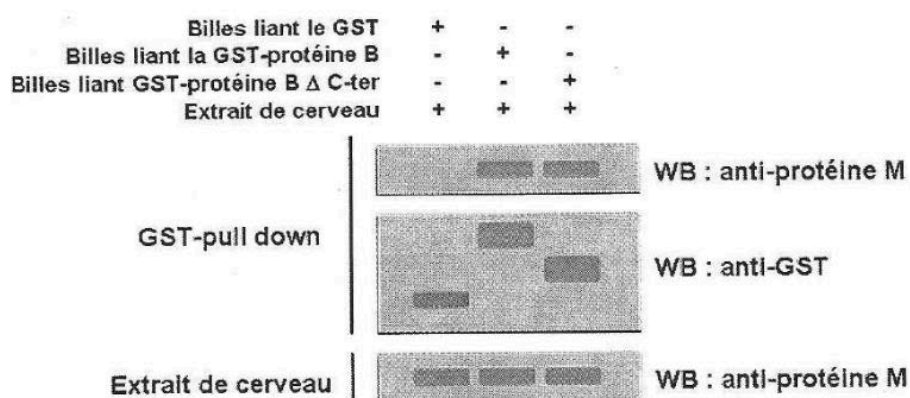 Billes liant le GST + - -
Billes liant la GST-protéine B - + -
Billes liant GST-protéine B Δ C-ter - - +
Extrait de cerveau + + +
WB : anti-protéine M
GST-pull down
WB : anti-GST
Extrait de cerveau WB : anti-protéine M